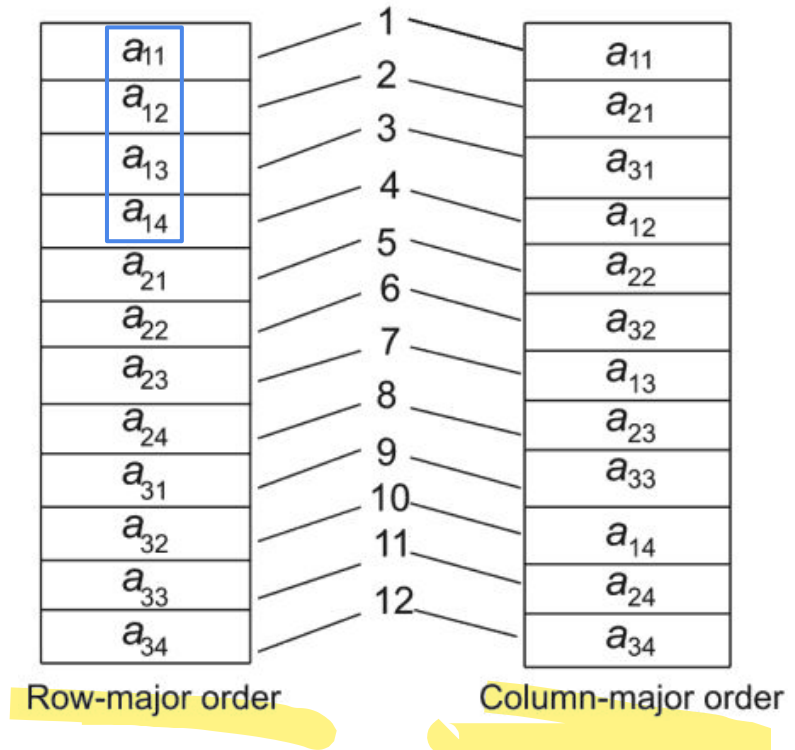 a11 1 a11
a12 2 a21
a13 3 a31
a14 4 a12
a21 5 a22
a22 6 a32
a23 7 a13
a24 8 a23
a31 9 a33
a32 10 a14
a33 11 a24
a34 12 a34
Row-major order Column-major order